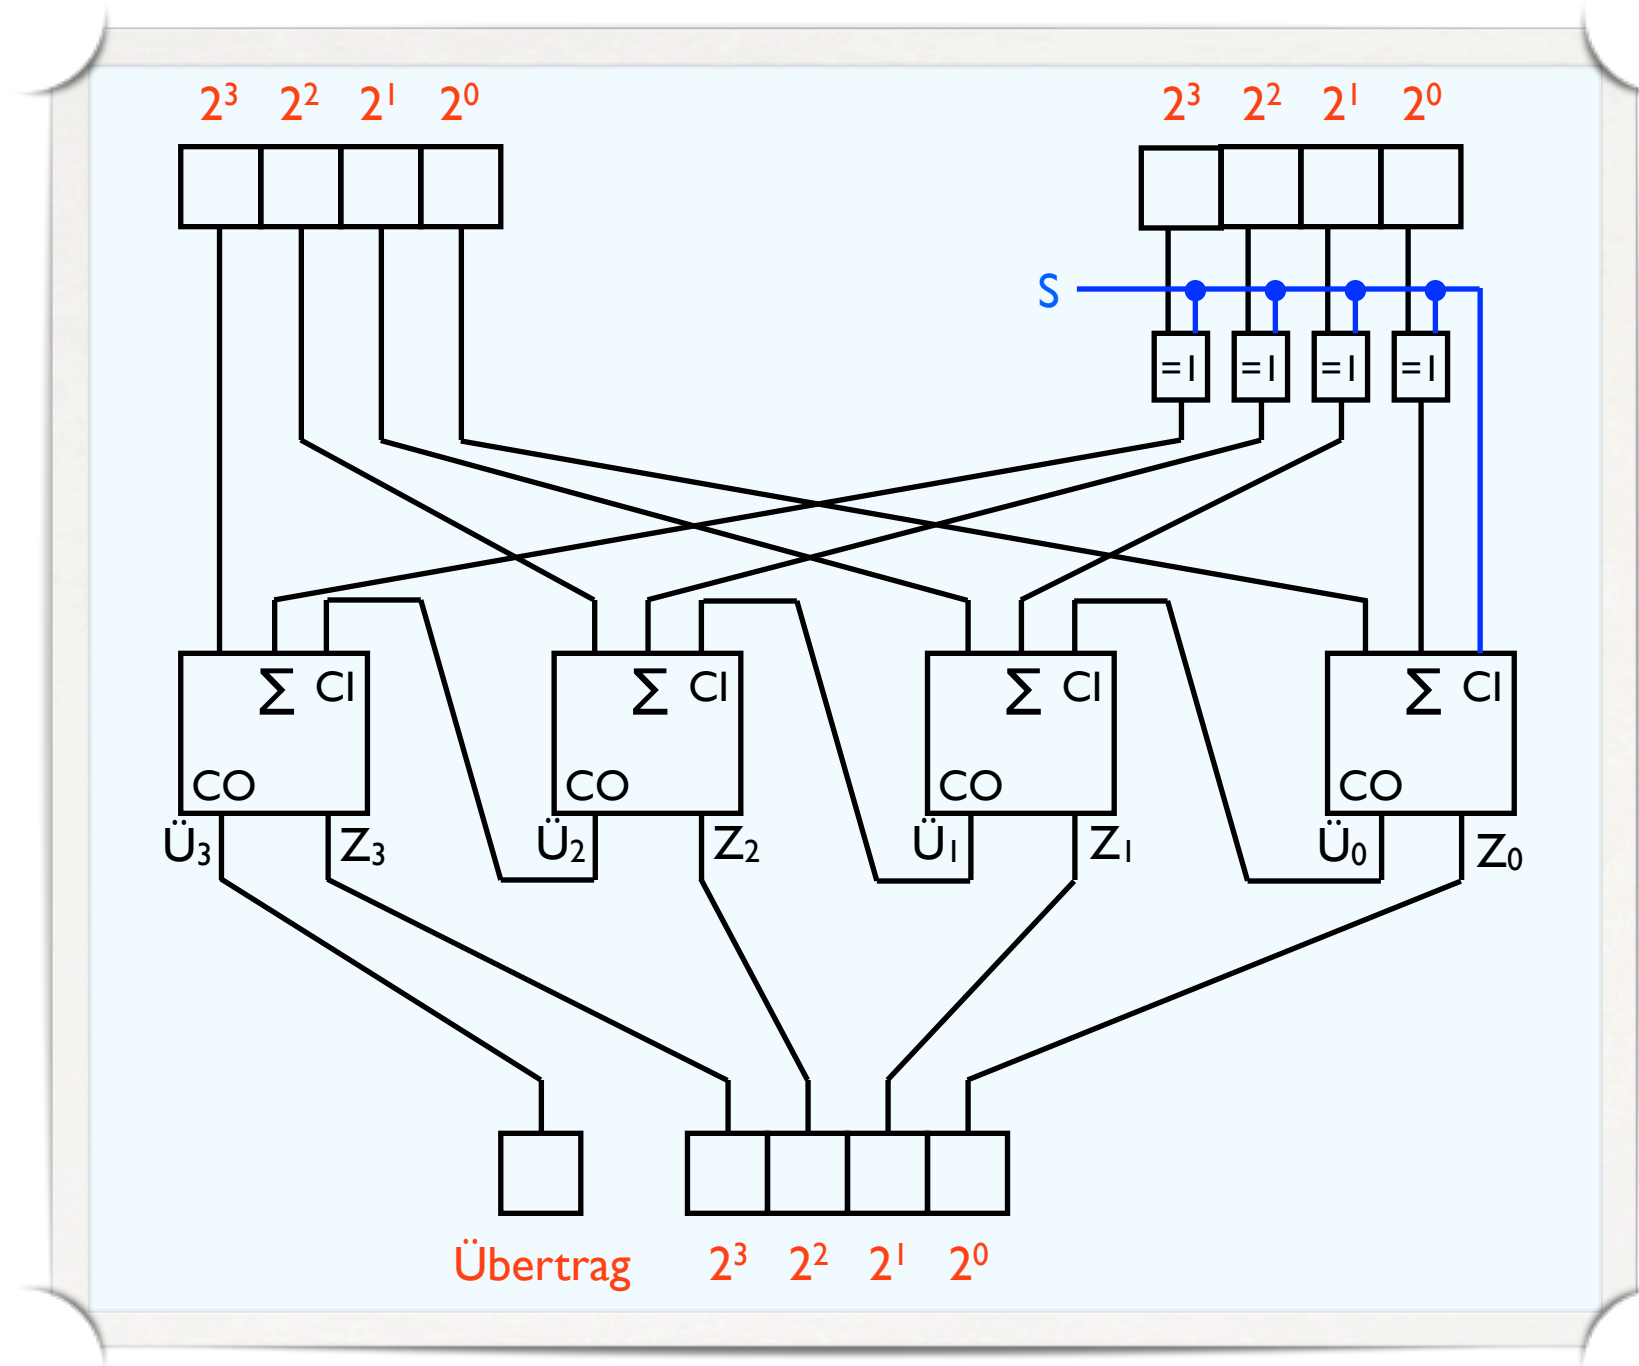 2³ 2² 2¹ 2⁰ 2³ 2² 2¹ 2⁰
S
=1 =1 =1 =1
Σ CI Σ CI Σ CI Σ CI
CO CO CO CO
Ü₃ Z₃ Ü₂ Z₂ Ü₁ Z₁ Ü₀ Z₀
Übertrag 2³ 2² 2¹ 2⁰